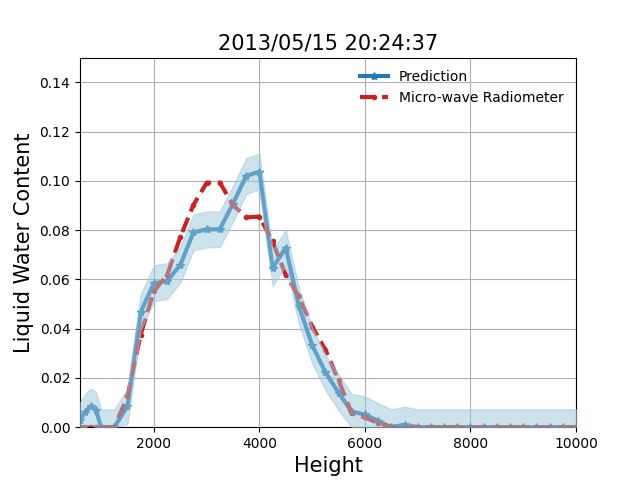 2013/05/15 20:24:37
Prediction
Micro-wave Radiometer
Liquid Water Content
0.14
0.12
0.10
0.08
0.06
0.04
0.02
0.00
2000 4000 6000 8000 10000
Height